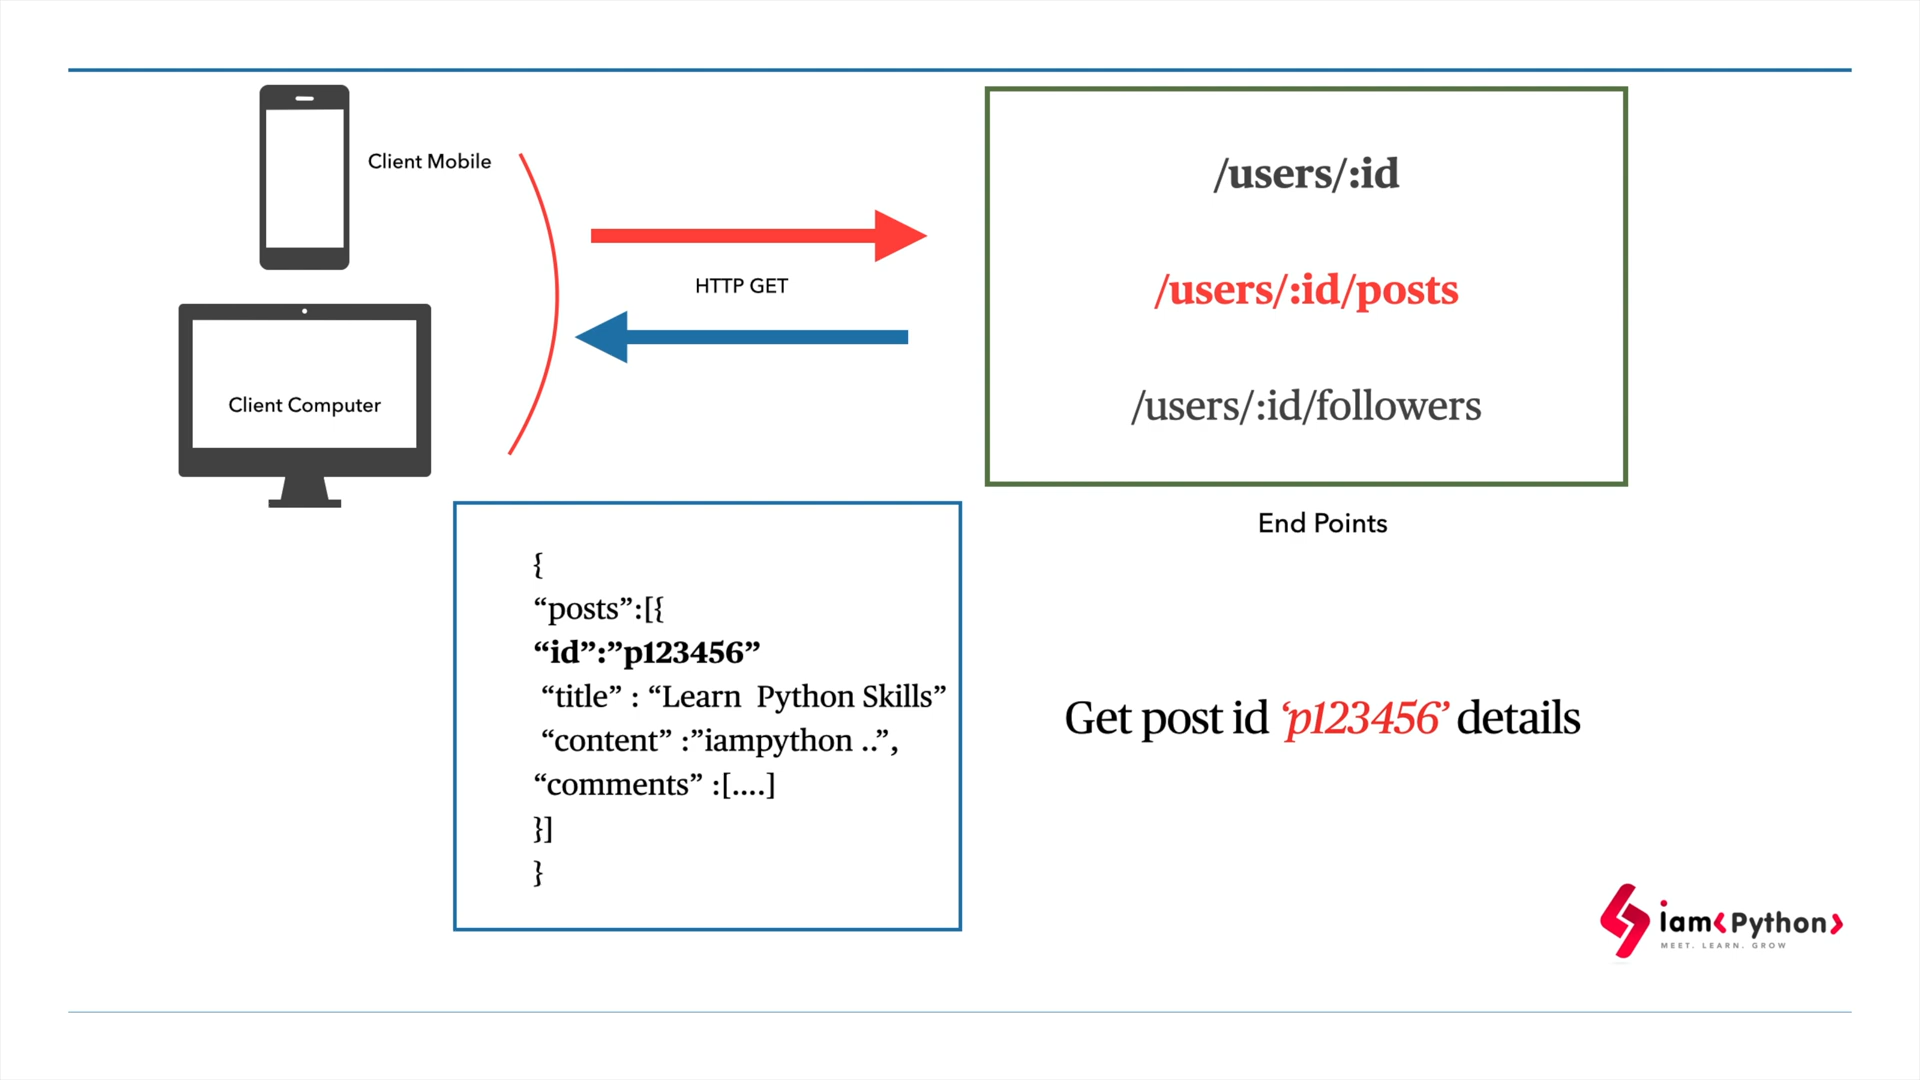 Client Mobile
HTTP GET
Client Computer
/users/:id
/users/:id/posts
/users/:id/followers
End Points
{
“posts”:[{
“id”:”p123456”
“title” : “Learn  Python Skills”
“content” :”iampython ..”,
“comments” :[....]
}]
}
Get post id ‘p123456’ details
iam<Python>
MEET. LEARN. GROW